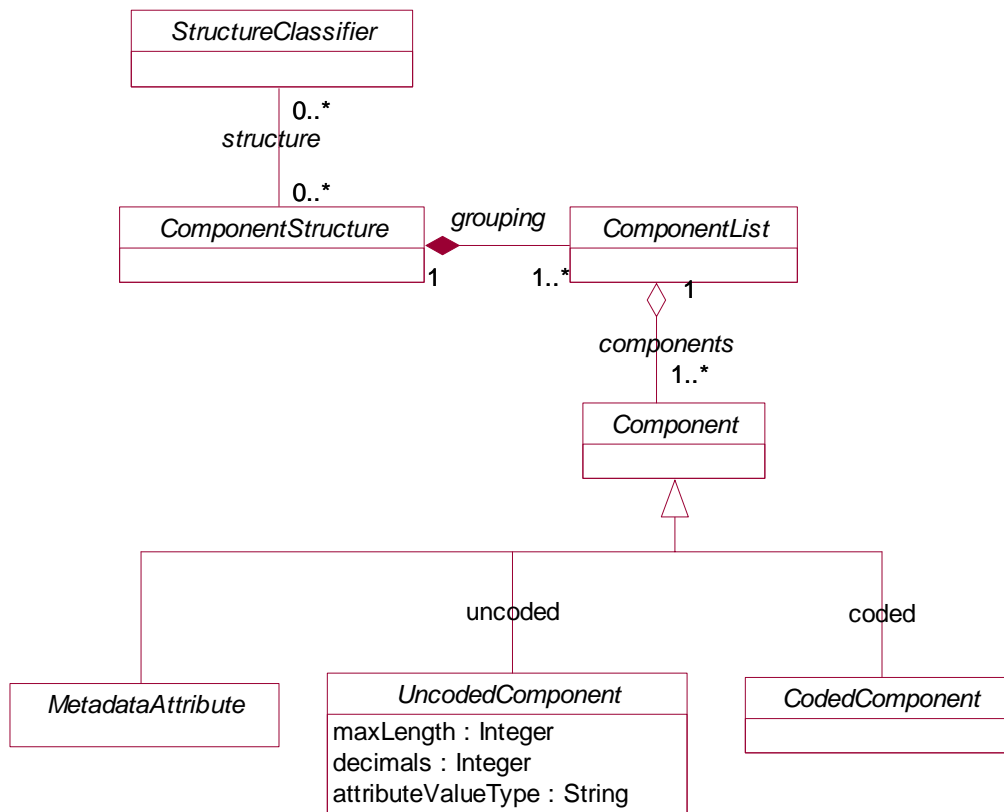 StructureClassifier
0..*
structure
0..*
ComponentStructure
grouping
ComponentList
1
1..*
1
components
1..*
Component
uncoded
coded
MetadataAttribute
UncodedComponent
CodedComponent
maxLength : Integer
decimals : Integer
attributeValueType : String